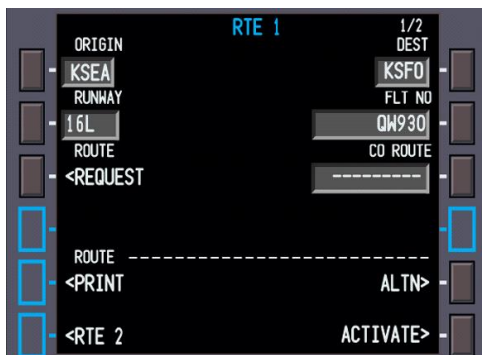 RTE 1 1/2
ORIGIN DEST
KSEA KSFO
RUNWAY FLT NO
16L QW930
ROUTE CO ROUTE
<REQUEST ----------
ROUTE ------------------------
<PRINT ALTN>
<RTE 2 ACTIVATE>